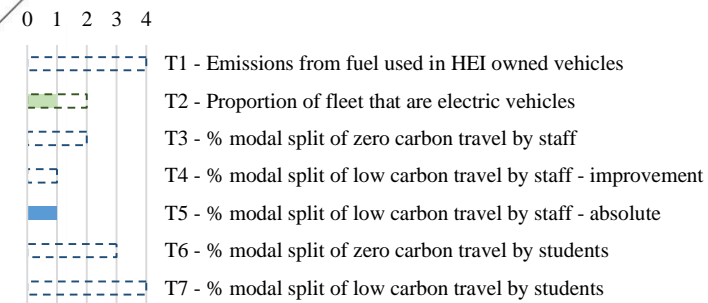 0 1 2 3 4
T1 - Emissions from fuel used in HEI owned vehicles
T2 - Proportion of fleet that are electric vehicles
T3 - % modal split of zero carbon travel by staff
T4 - % modal split of low carbon travel by staff - improvement
T5 - % modal split of low carbon travel by staff - absolute
T6 - % modal split of zero carbon travel by students
T7 - % modal split of low carbon travel by students